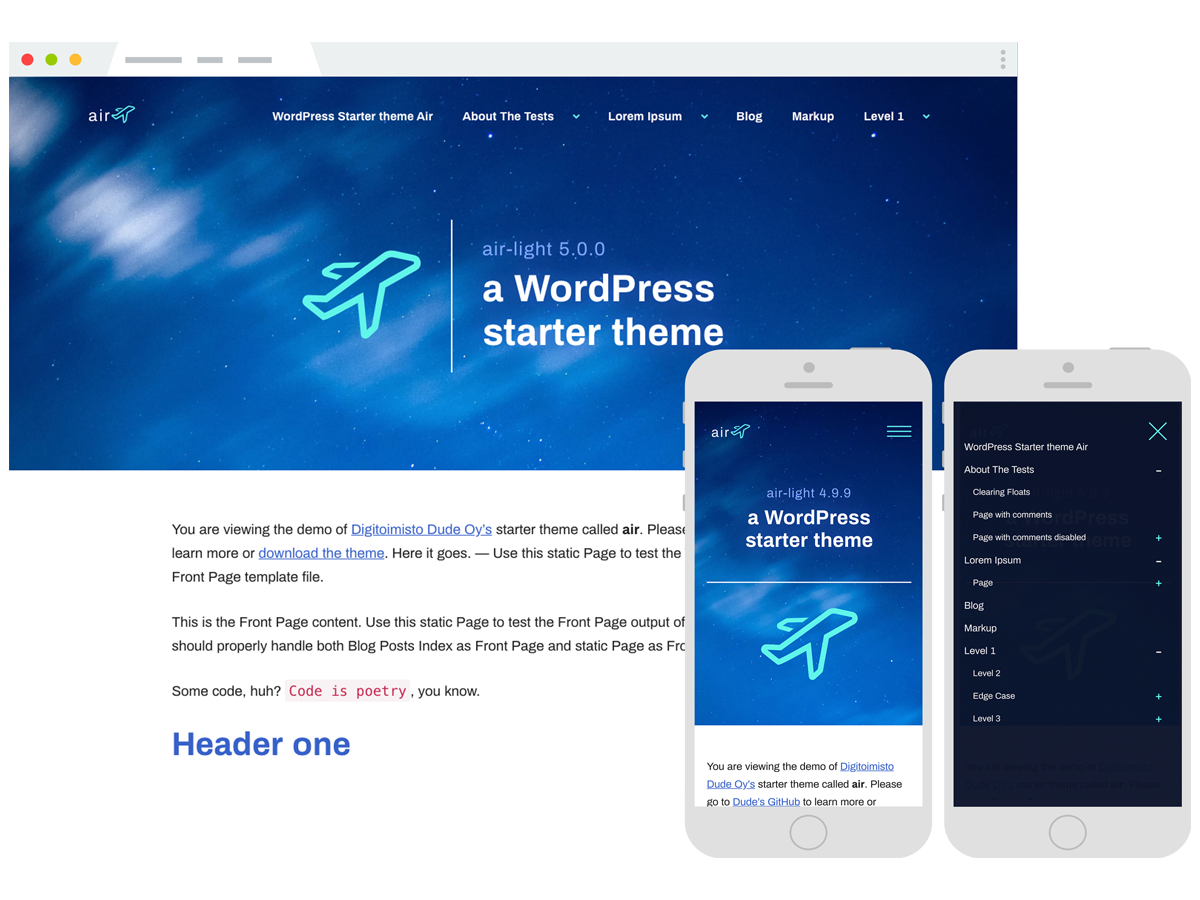 air
WordPress Starter theme Air About The Tests Lorem Ipsum Blog Markup Level 1
air-light 5.0.0
a WordPress
starter theme
You are viewing the demo of Digitoimisto Dude Oy's starter theme called air. Please
learn more or download the theme. Here it goes. — Use this static Page to test the
Front Page template file.
This is the Front Page content. Use this static Page to test the Front Page output of
should properly handle both Blog Posts Index as Front Page and static Page as
Some code, huh? Code is poetry, you know.
Header one
air
air-light 4.9.9
a WordPress
starter theme
You are viewing the demo of Digitoimisto
Dude Oy's starter theme called air. Please
go to Dude's GitHub to learn more or
WordPress Starter theme Air
About The Tests –
Clearing Floats
Page with comments
Page with comments disabled +
Lorem Ipsum –
Page +
Blog
Markup
Level 1 –
Level 2
Edge Case +
Level 3 +